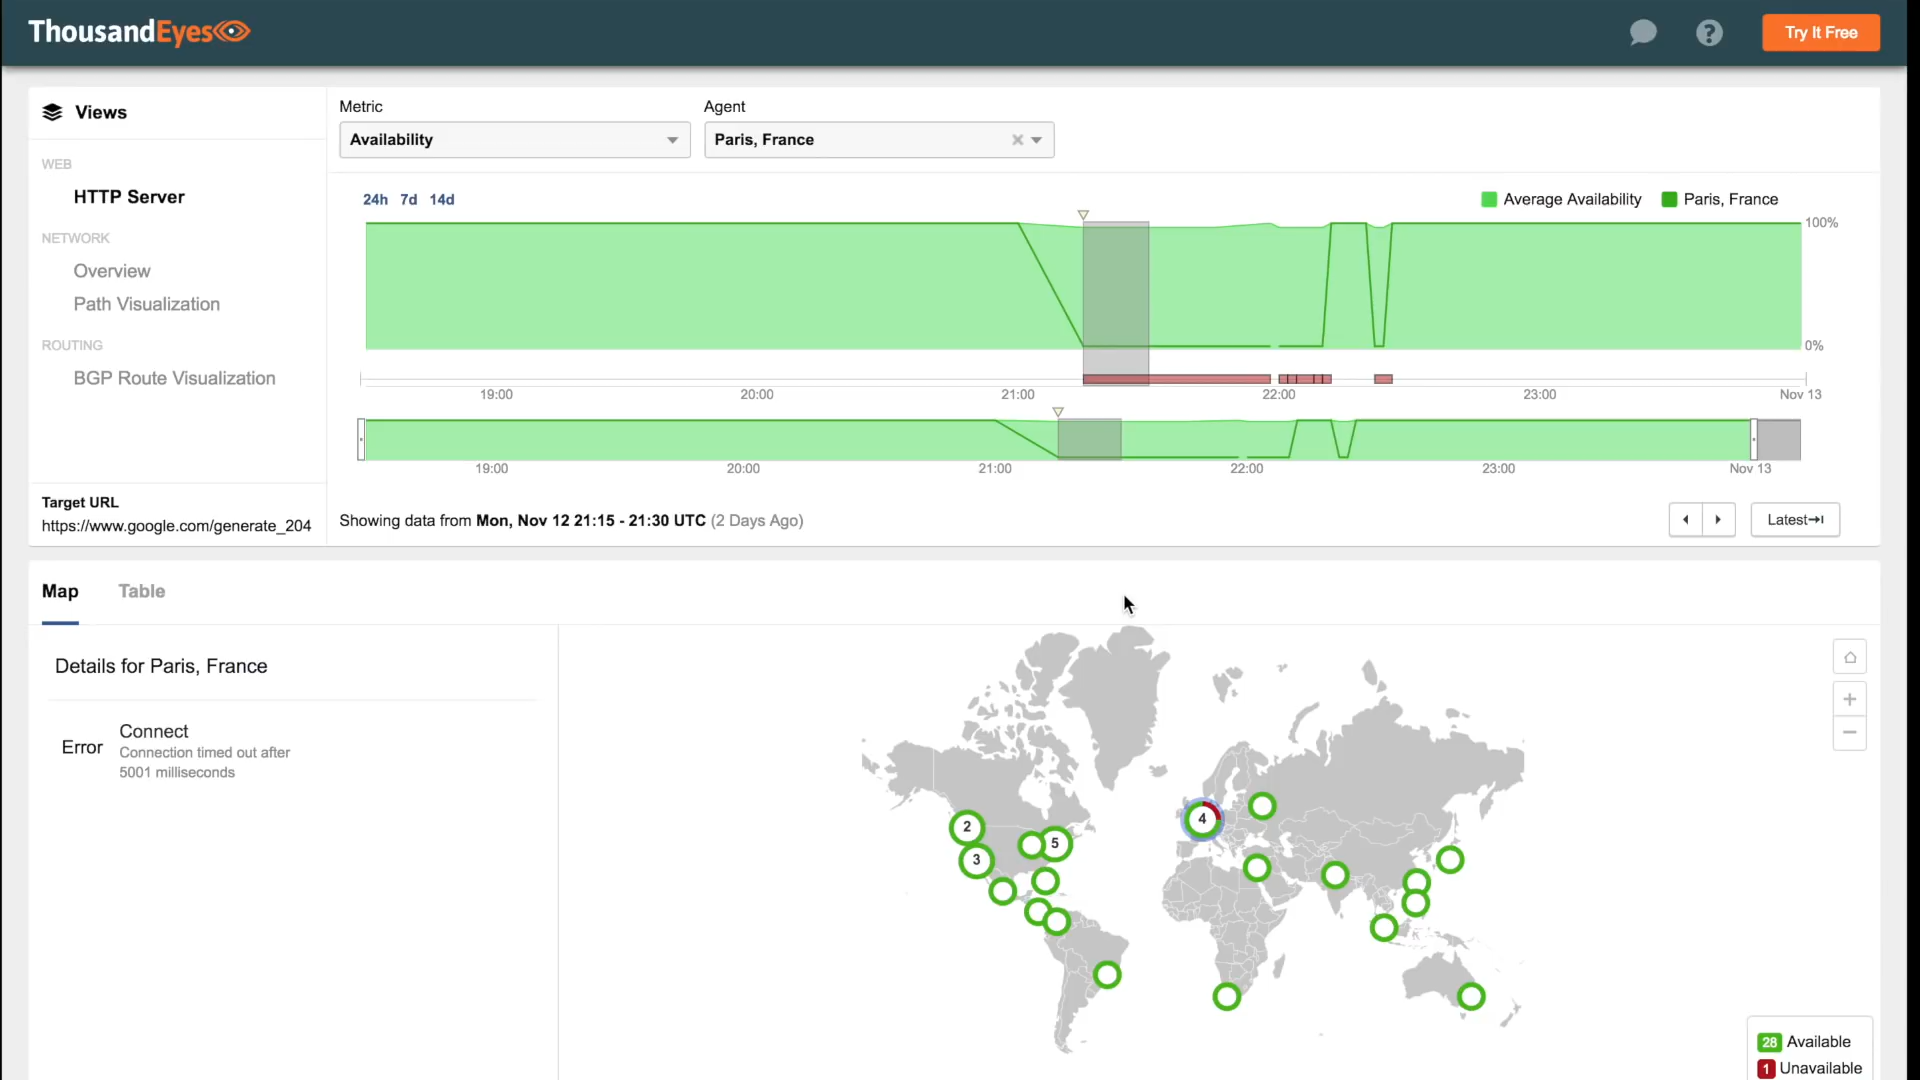 ThousandEyes
Try It Free
Views
WEB
HTTP Server
NETWORK
Overview
Path Visualization
ROUTING
BGP Route Visualization
Target URL
https://www.google.com/generate_204
Metric
Agent
Availability
Paris, France
24h 7d 14d
Average Availability
Paris, France
100%
0%
19:00 20:00 21:00 22:00 23:00 Nov 13
19:00 20:00 21:00 22:00 23:00 Nov 13
Showing data from Mon, Nov 12 21:15 - 21:30 UTC (2 Days Ago)
Latest
Map
Table
Details for Paris, France
Error
Connect
Connection timed out after
5001 milliseconds
2
3
5
4
28 Available
1 Unavailable